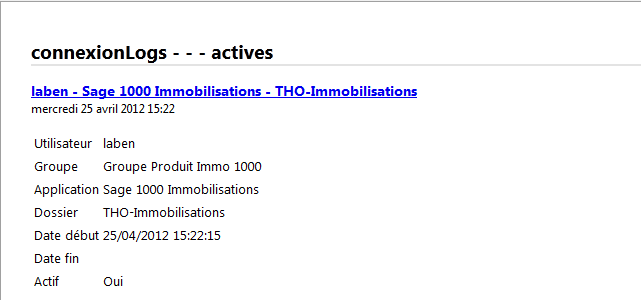 connexionLogs - - - actives
laben - Sage 1000 Immobilisations - THO-Immobilisations
mercredi 25 avril 2012 15:22
Utilisateur laben
Groupe Groupe Produit Immo 1000
Application Sage 1000 Immobilisations
Dossier THO-Immobilisations
Date début 25/04/2012 15:22:15
Date fin
Actif Oui